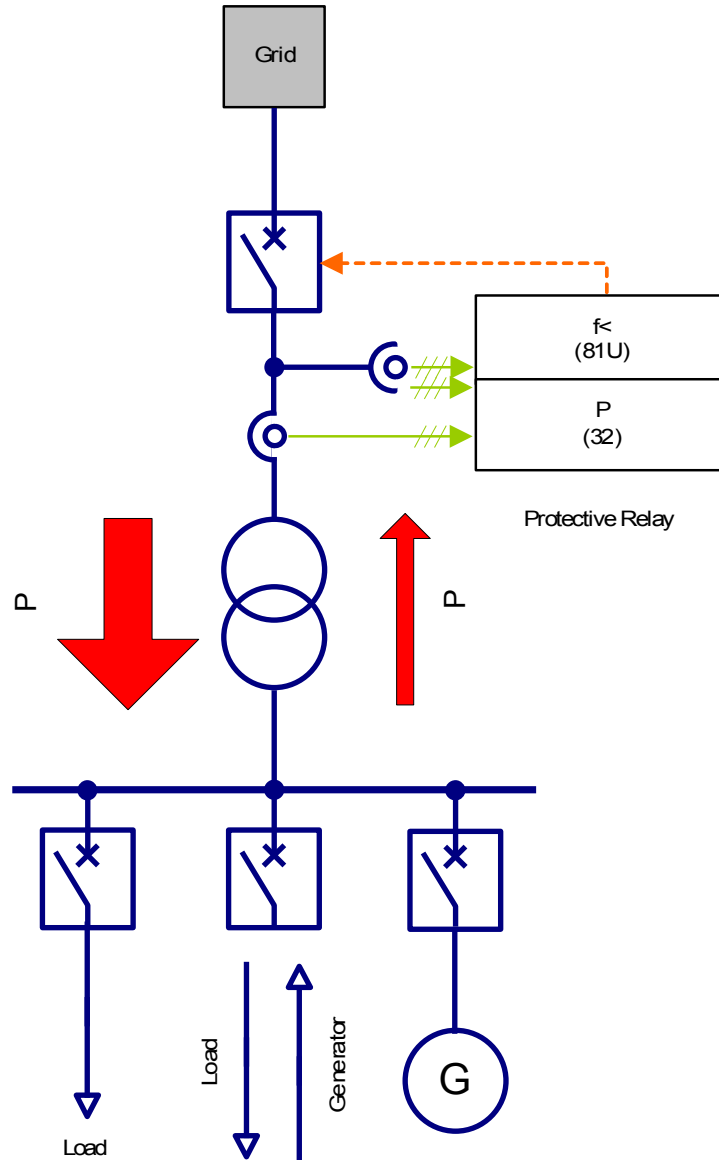 Grid
f<
(81U)
P
(32)
Protective Relay
P
P
Load
Generator
G
Load